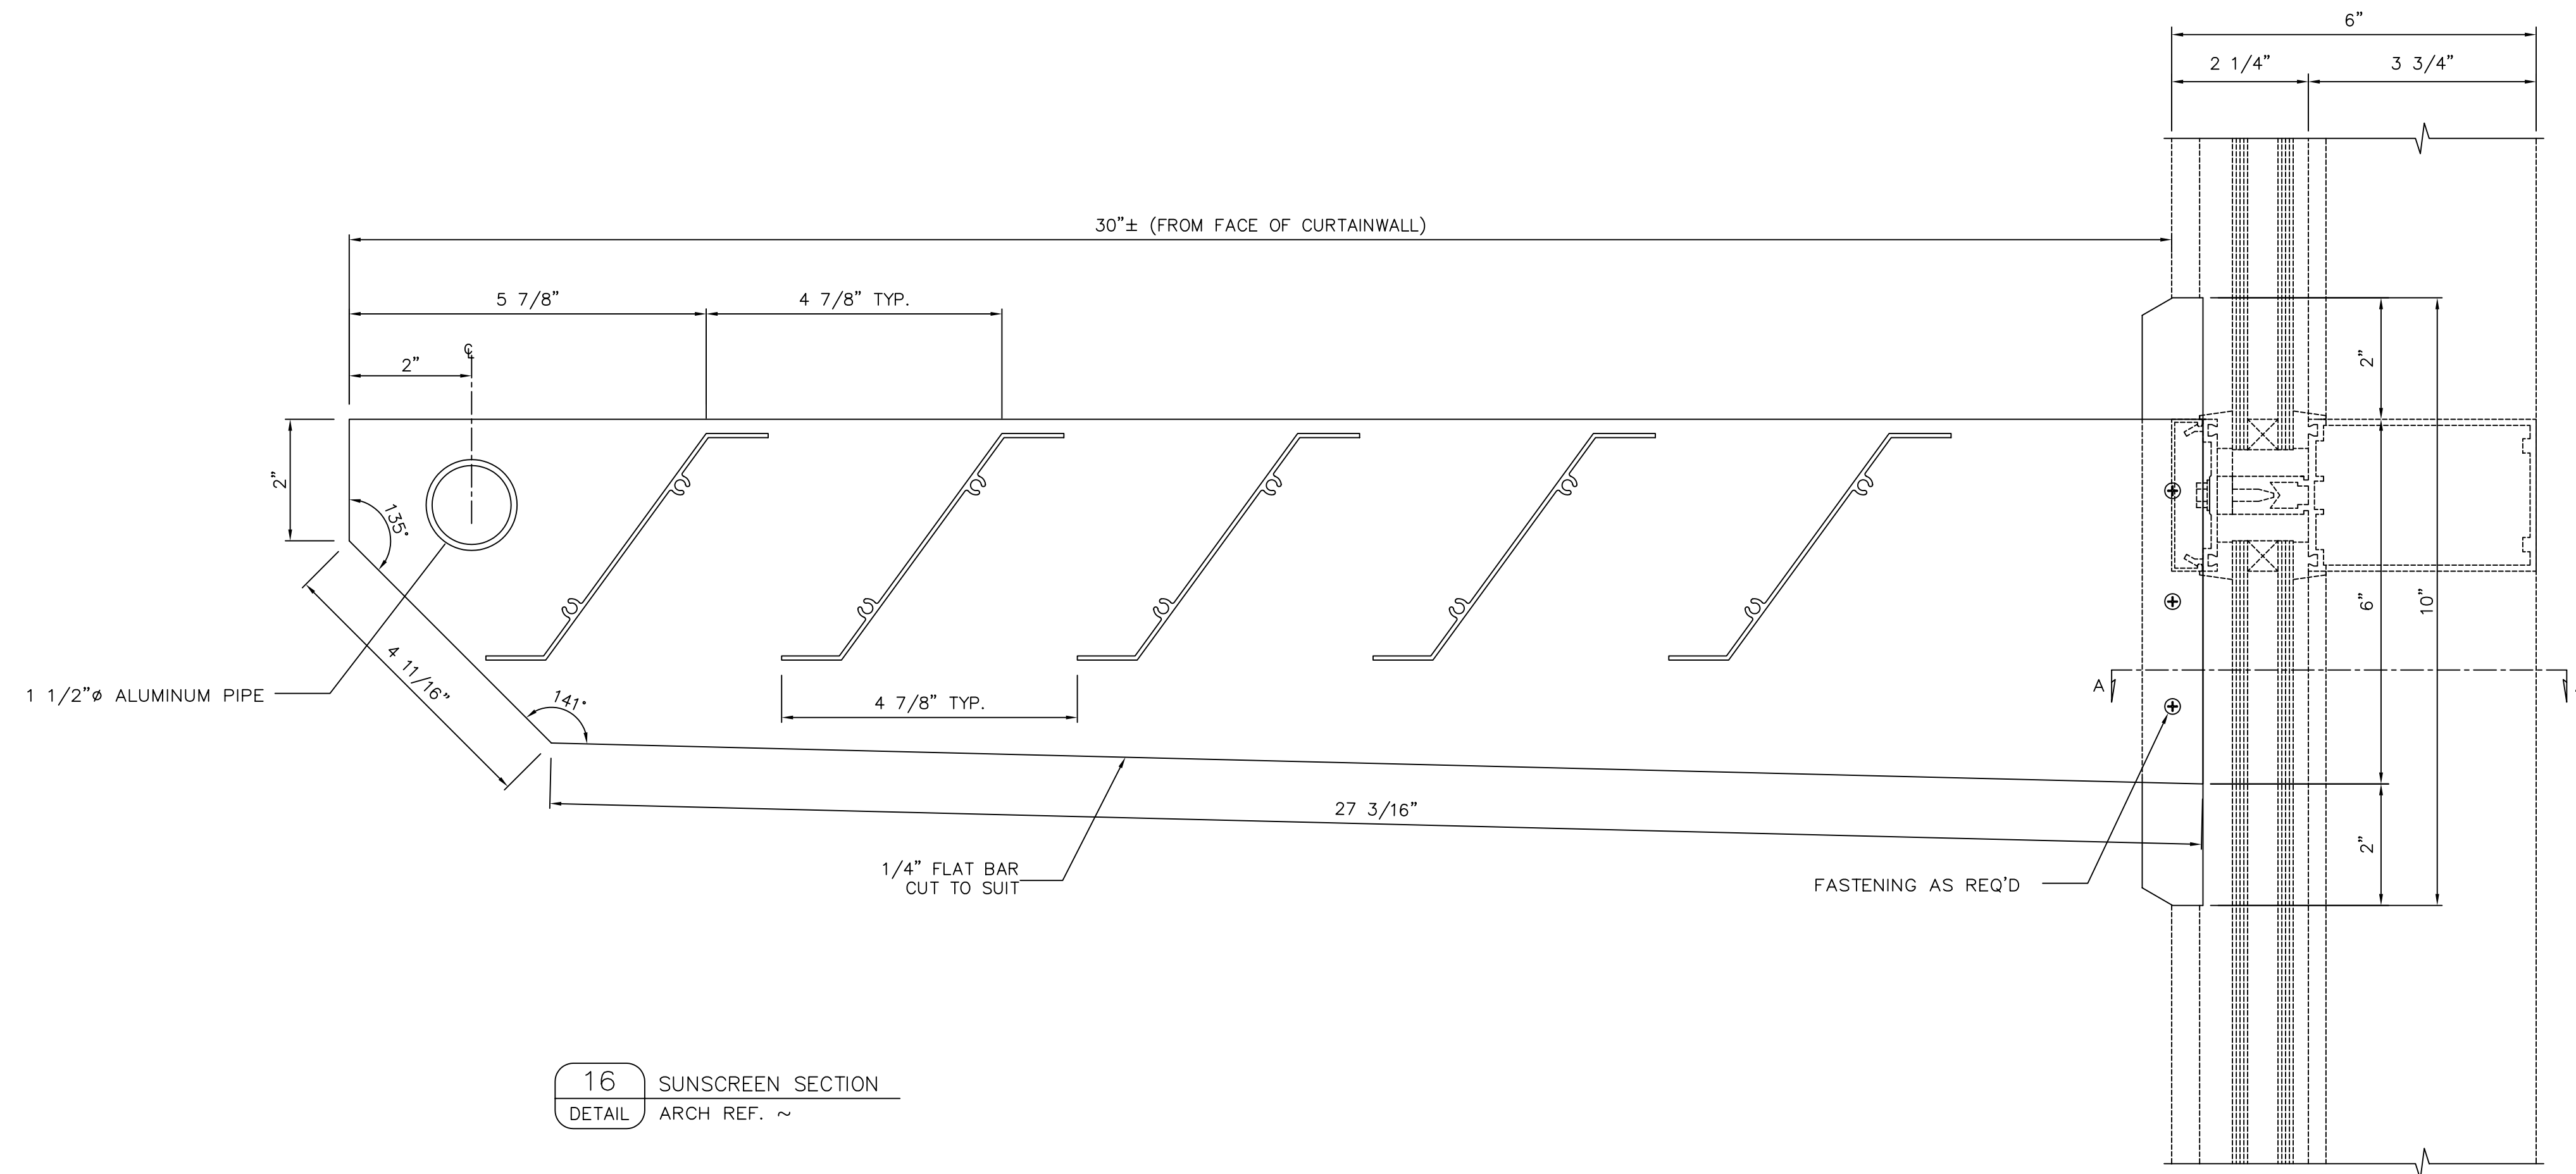 6"
2 1/4"
3 3/4"
30"± (FROM FACE OF CURTAINWALL)
5 7/8"
4 7/8" TYP.
2"
℄
2"
2"
135°
4 11/16"
1 1/2"ø ALUMINUM PIPE
141°
4 7/8" TYP.
6"
10"
A
27 3/16"
2"
1/4" FLAT BAR
CUT TO SUIT
FASTENING AS REQ'D
16
SUNSCREEN SECTION
DETAIL
ARCH REF. ~